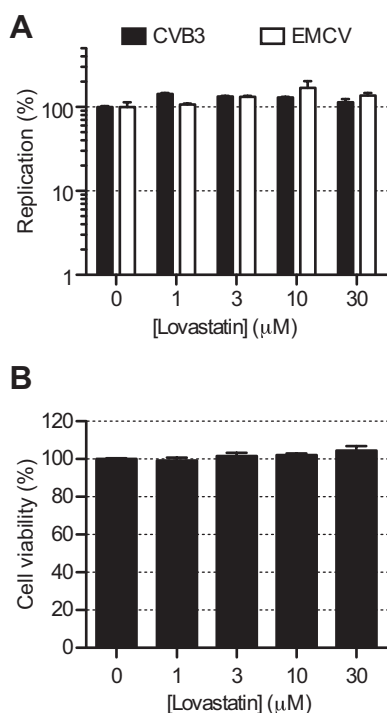 A
CVB3 EMCV
Replication (%)
100
10
1
0 1 3 10 30
[Lovastatin] (μM)
B
Cell viability (%)
120
100
80
60
40
20
0
0 1 3 10 30
[Lovastatin] (μM)